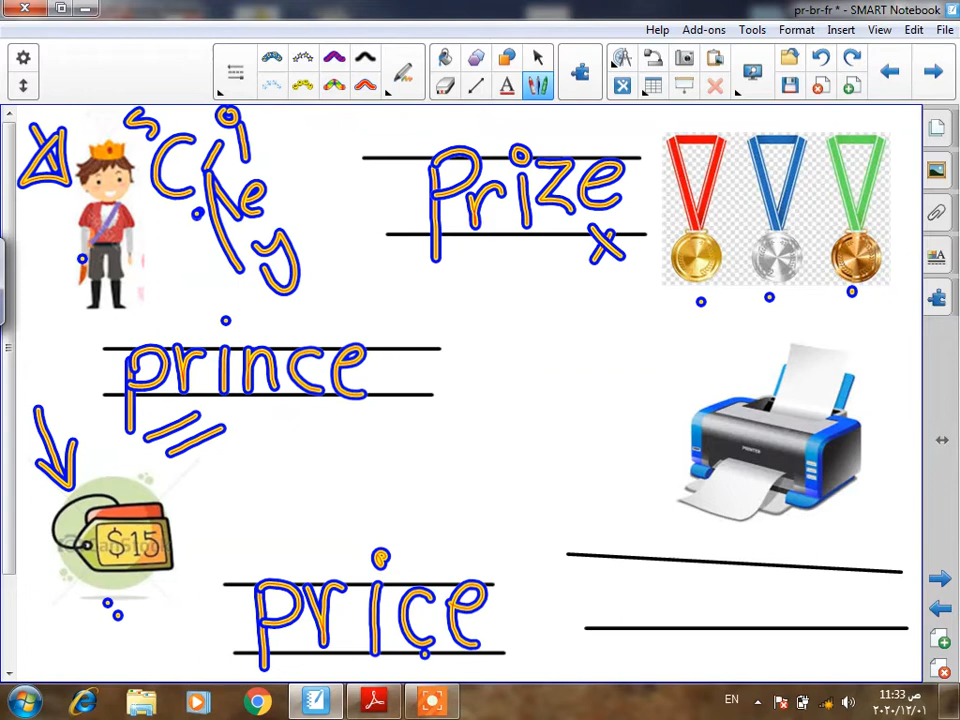 pr-br-fr * - SMART Notebook
Help Add-ons Tools Format Insert View Edit File
prize
x
prince
PRINTER
$15
price
EN
11:33 ص
٢٠٢٠/١٢/٠١